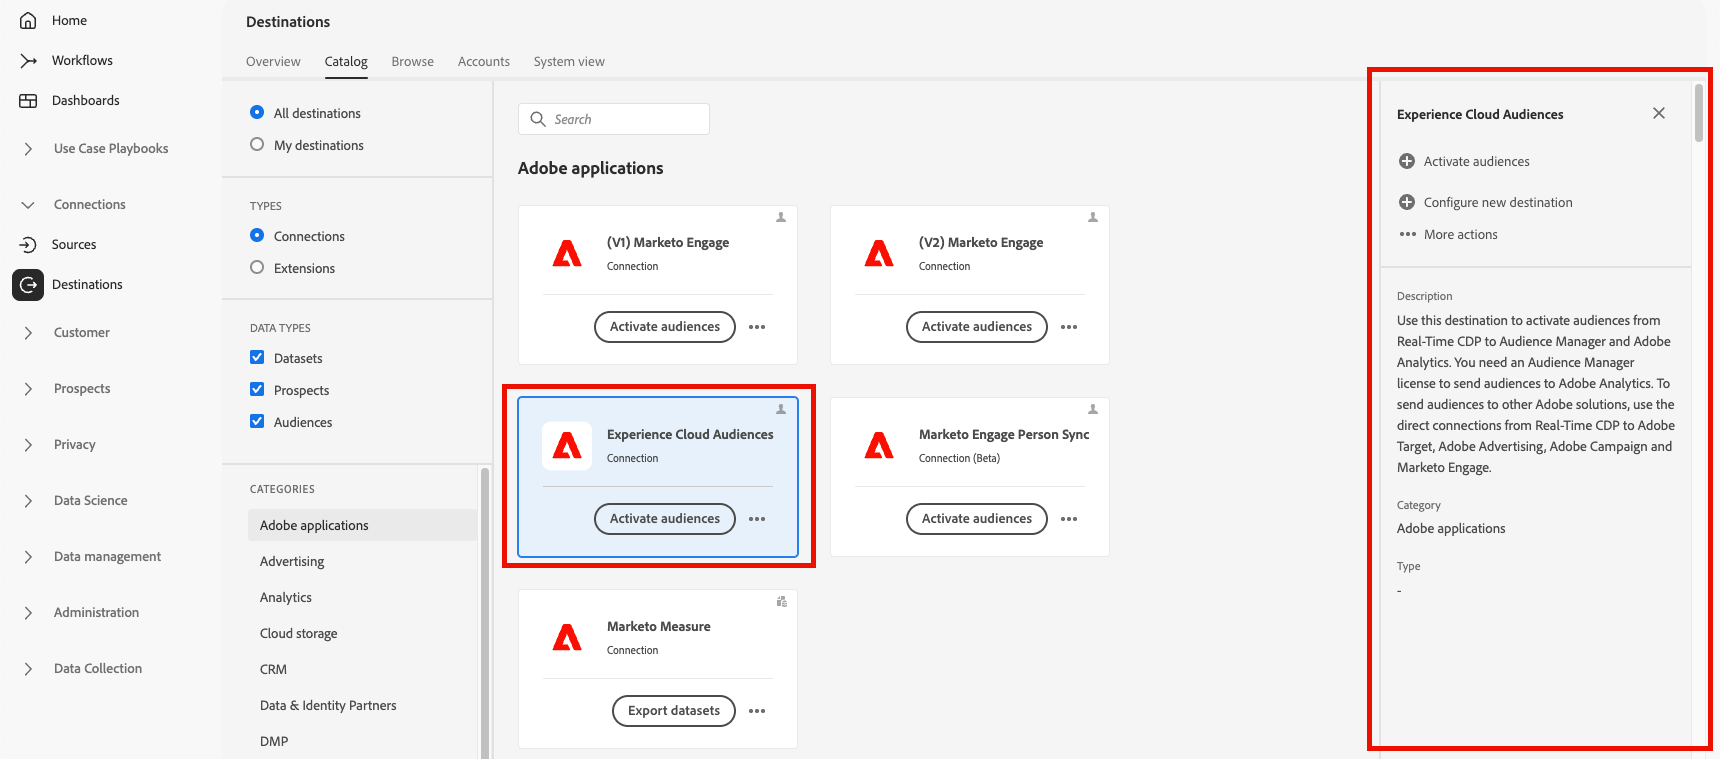 Home
Workflows
Dashboards
Use Case Playbooks
Connections
Sources
Destinations
Customer
Prospects
Privacy
Data Science
Data management
Administration
Data Collection
Destinations
Overview
Catalog
Browse
Accounts
System view
All destinations
My destinations
TYPES
Connections
Extensions
DATA TYPES
Datasets
Prospects
Audiences
CATEGORIES
Adobe applications
Advertising
Analytics
Cloud storage
CRM
Data & Identity Partners
DMP
Search
Adobe applications
(V1) Marketo Engage
Connection
Activate audiences
(V2) Marketo Engage
Connection
Activate audiences
Experience Cloud Audiences
Connection
Activate audiences
Marketo Engage Person Sync
Connection (Beta)
Activate audiences
Marketo Measure
Connection
Export datasets
Experience Cloud Audiences
Activate audiences
Configure new destination
More actions
Description
Use this destination to activate audiences from
Real-Time CDP to Audience Manager and Adobe
Analytics. You need an Audience Manager
license to send audiences to Adobe Analytics. To
send audiences to other Adobe solutions, use the
direct connections from Real-Time CDP to Adobe
Target, Adobe Advertising, Adobe Campaign and
Marketo Engage.
Category
Adobe applications
Type
-